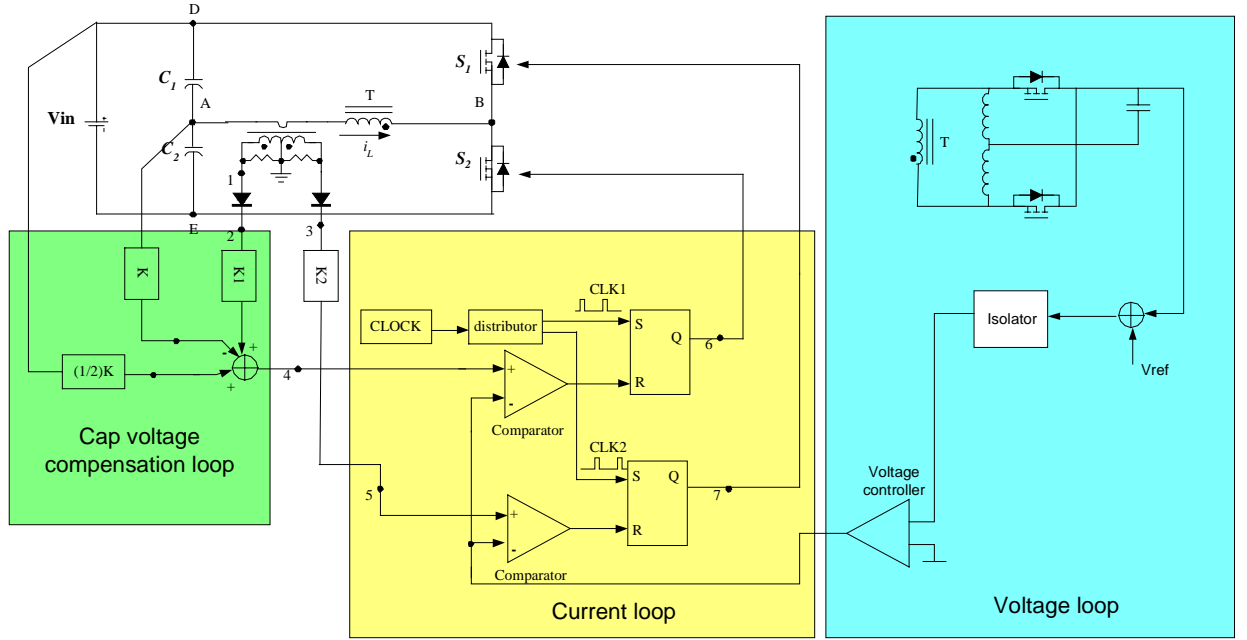 D
C1
S1
T
A
B
Vin
T
C2
iL
S2
1
E
2
3
K
K1
K2
CLK1
CLOCK
distributor
S
Q
6
Isolator
Vref
-
+
(1/2)K
+
4
+
-
R
Comparator
Cap voltage
compensation loop
CLK2
S
Q
7
5
Voltage
controller
+
-
R
Comparator
Current loop
Voltage loop